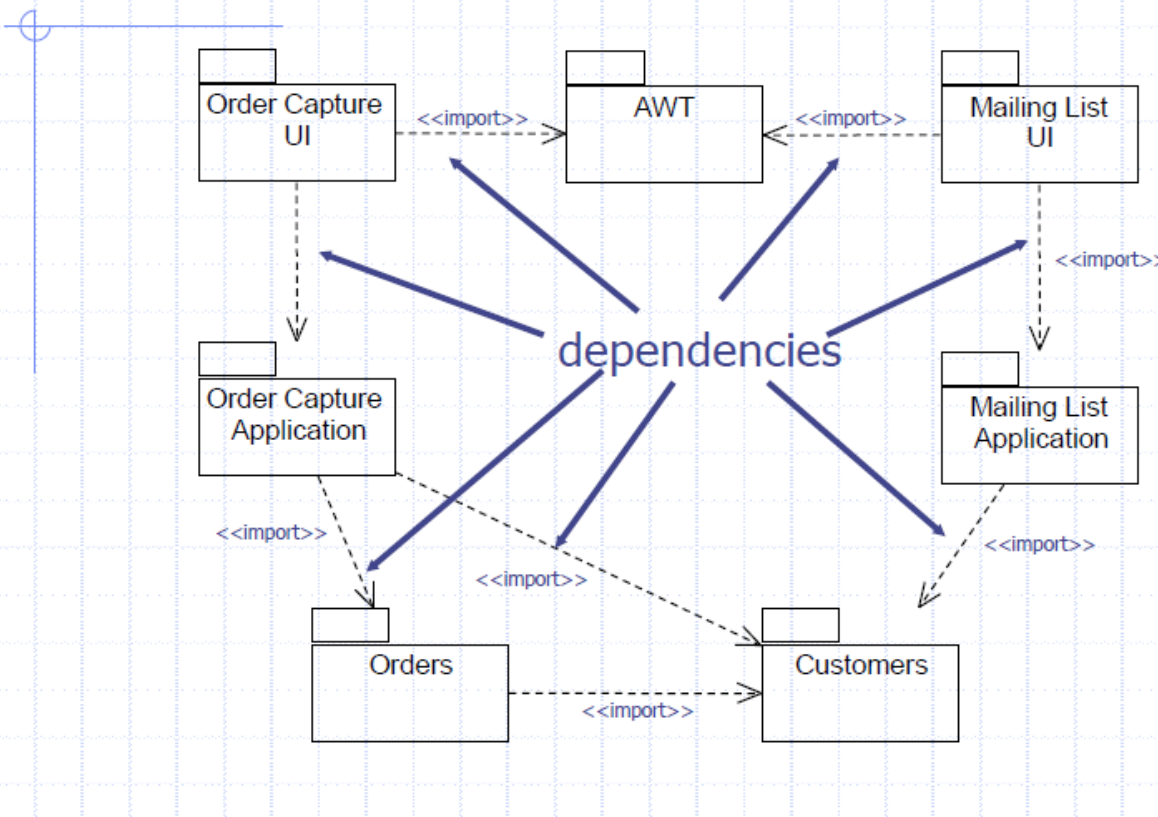 Order Capture
UI
<<import>>
AWT
<<import>>
Mailing List
UI
<<import>>
dependencies
Order Capture
Application
Mailing List
Application
<<import>>
<<import>>
<<import>>
Orders
Customers
<<import>>